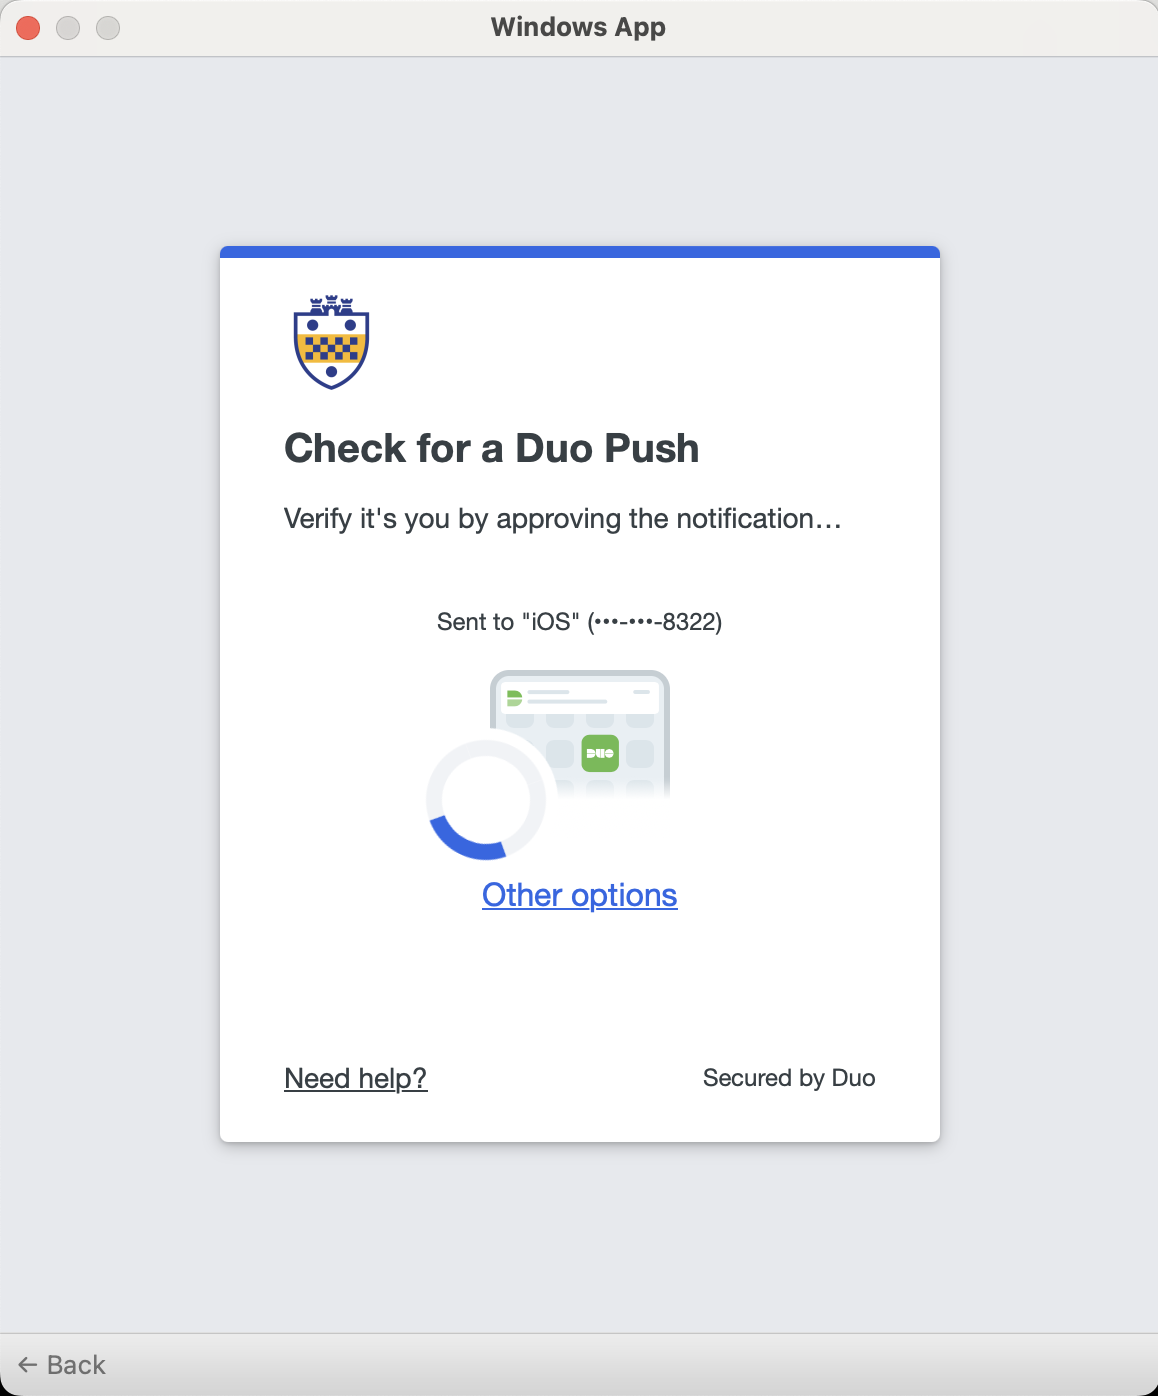 Windows App
Check for a Duo Push
Verify it's you by approving the notification...
Sent to "iOS" (•••-•••-8322)
DUO
Other options
Need help?
Secured by Duo
← Back